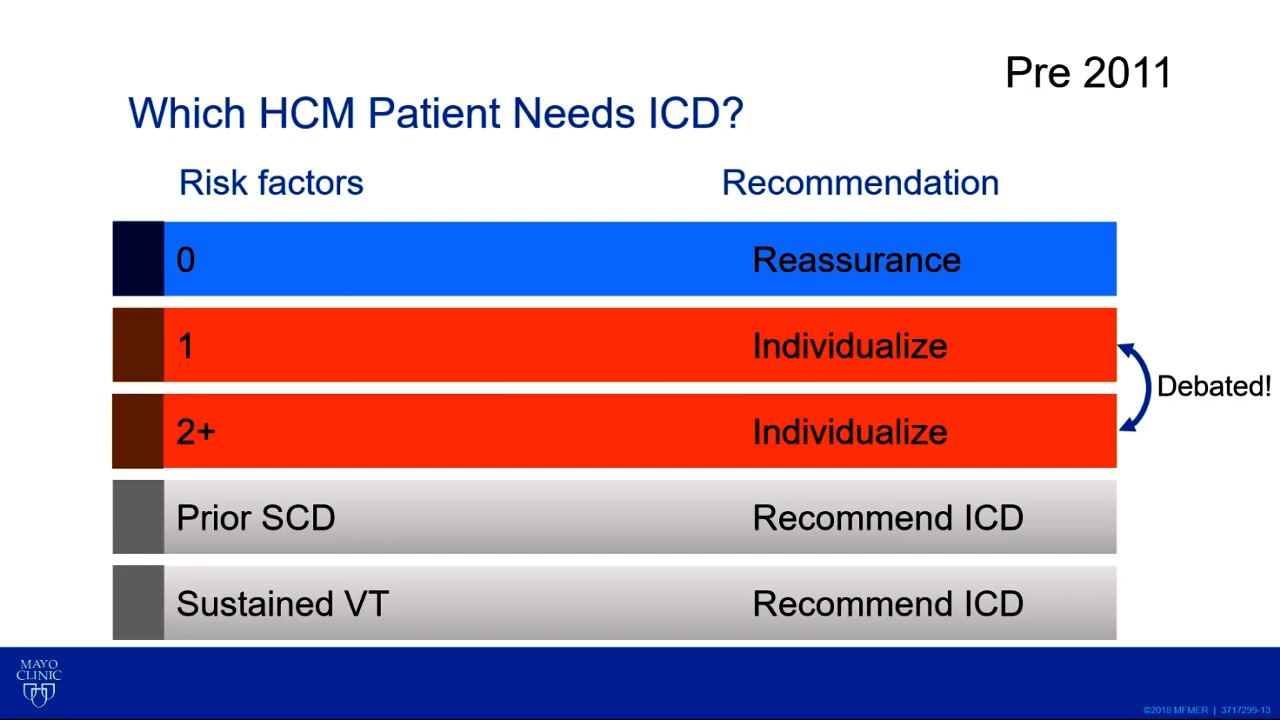 Pre 2011
Which HCM Patient Needs ICD?
Risk factors Recommendation
0 Reassurance
1 Individualize
Debated!
2+ Individualize
Prior SCD Recommend ICD
Sustained VT Recommend ICD
MAYO
CLINIC
©2018 MFMER | 3717299-13